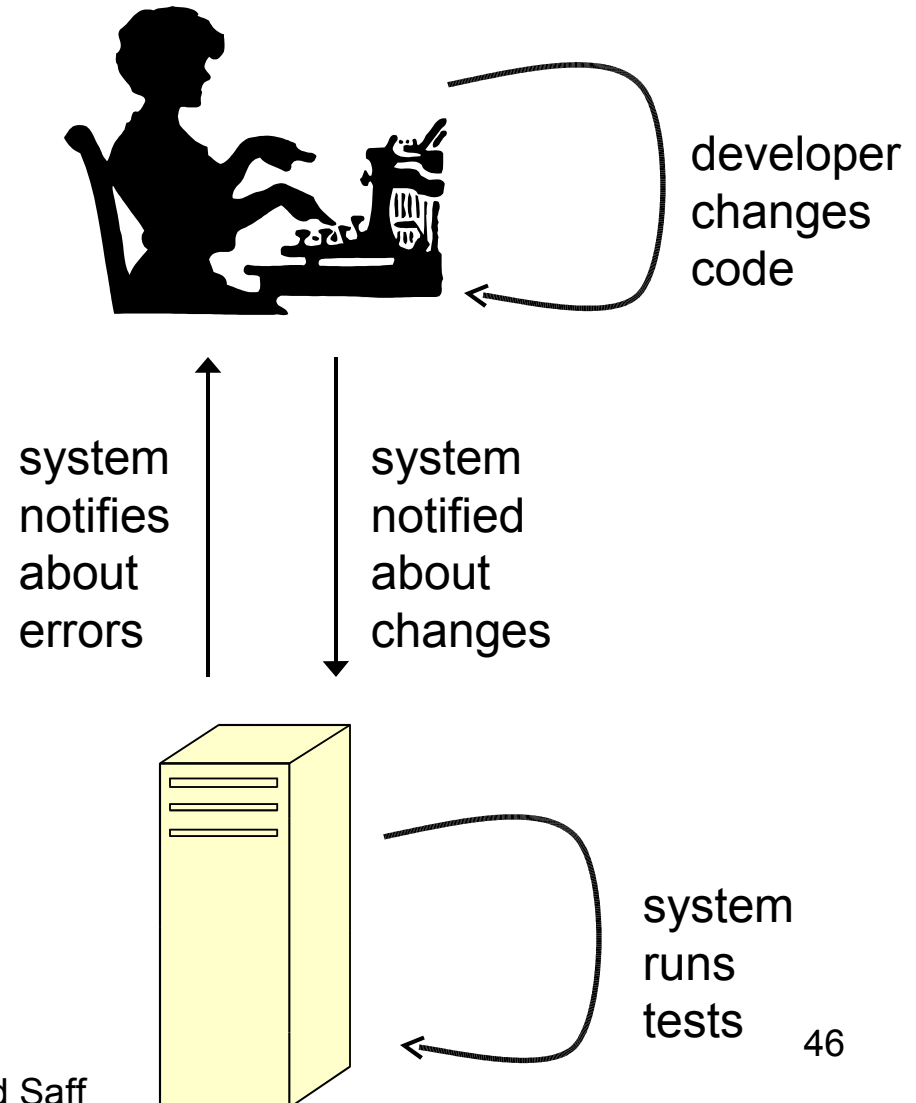 developer
changes
code
system
notifies
about
errors
system
notified
about
changes
system
runs
tests
46
Saff